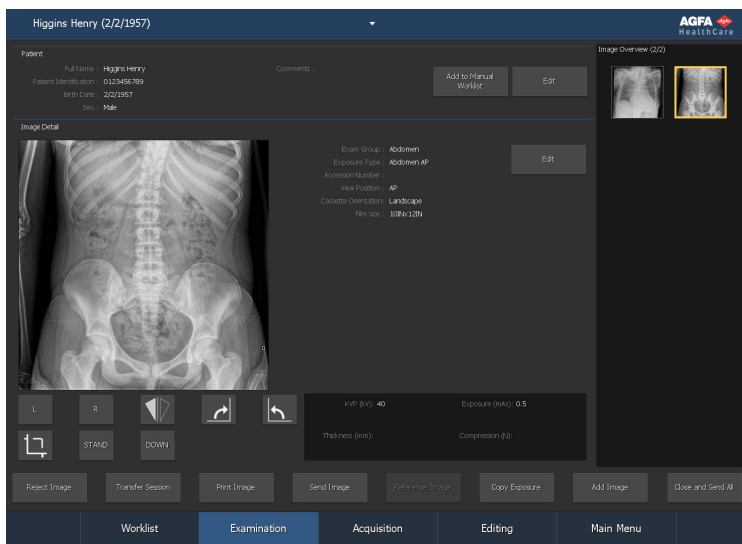 Higgins Henry (2/2/1957)
AGFA
HealthCare
Patient
Full Name : Higgins Henry
Patient Identification : 0123456789
Birth Date : 2/2/1957
Sex : Male
Comments :
Add to Manual
Worklist
Edit
Image Overview (2/2)
Image Detail
Exam Group : Abdomen
Exposure Type : Abdomen AP
Accession Number :
View Position : AP
Cassette Orientation: Landscape
Film size : 10INx12IN
Edit
L
R
STAND
DOWN
KVP (kV): 40
Exposure (mAs): 0.5
Thickness (mm):
Compression (N):
Reject Image
Transfer Session
Print Image
Send Image
Reference Image
Copy Exposure
Add Image
Close and Send All
Worklist
Examination
Acquisition
Editing
Main Menu